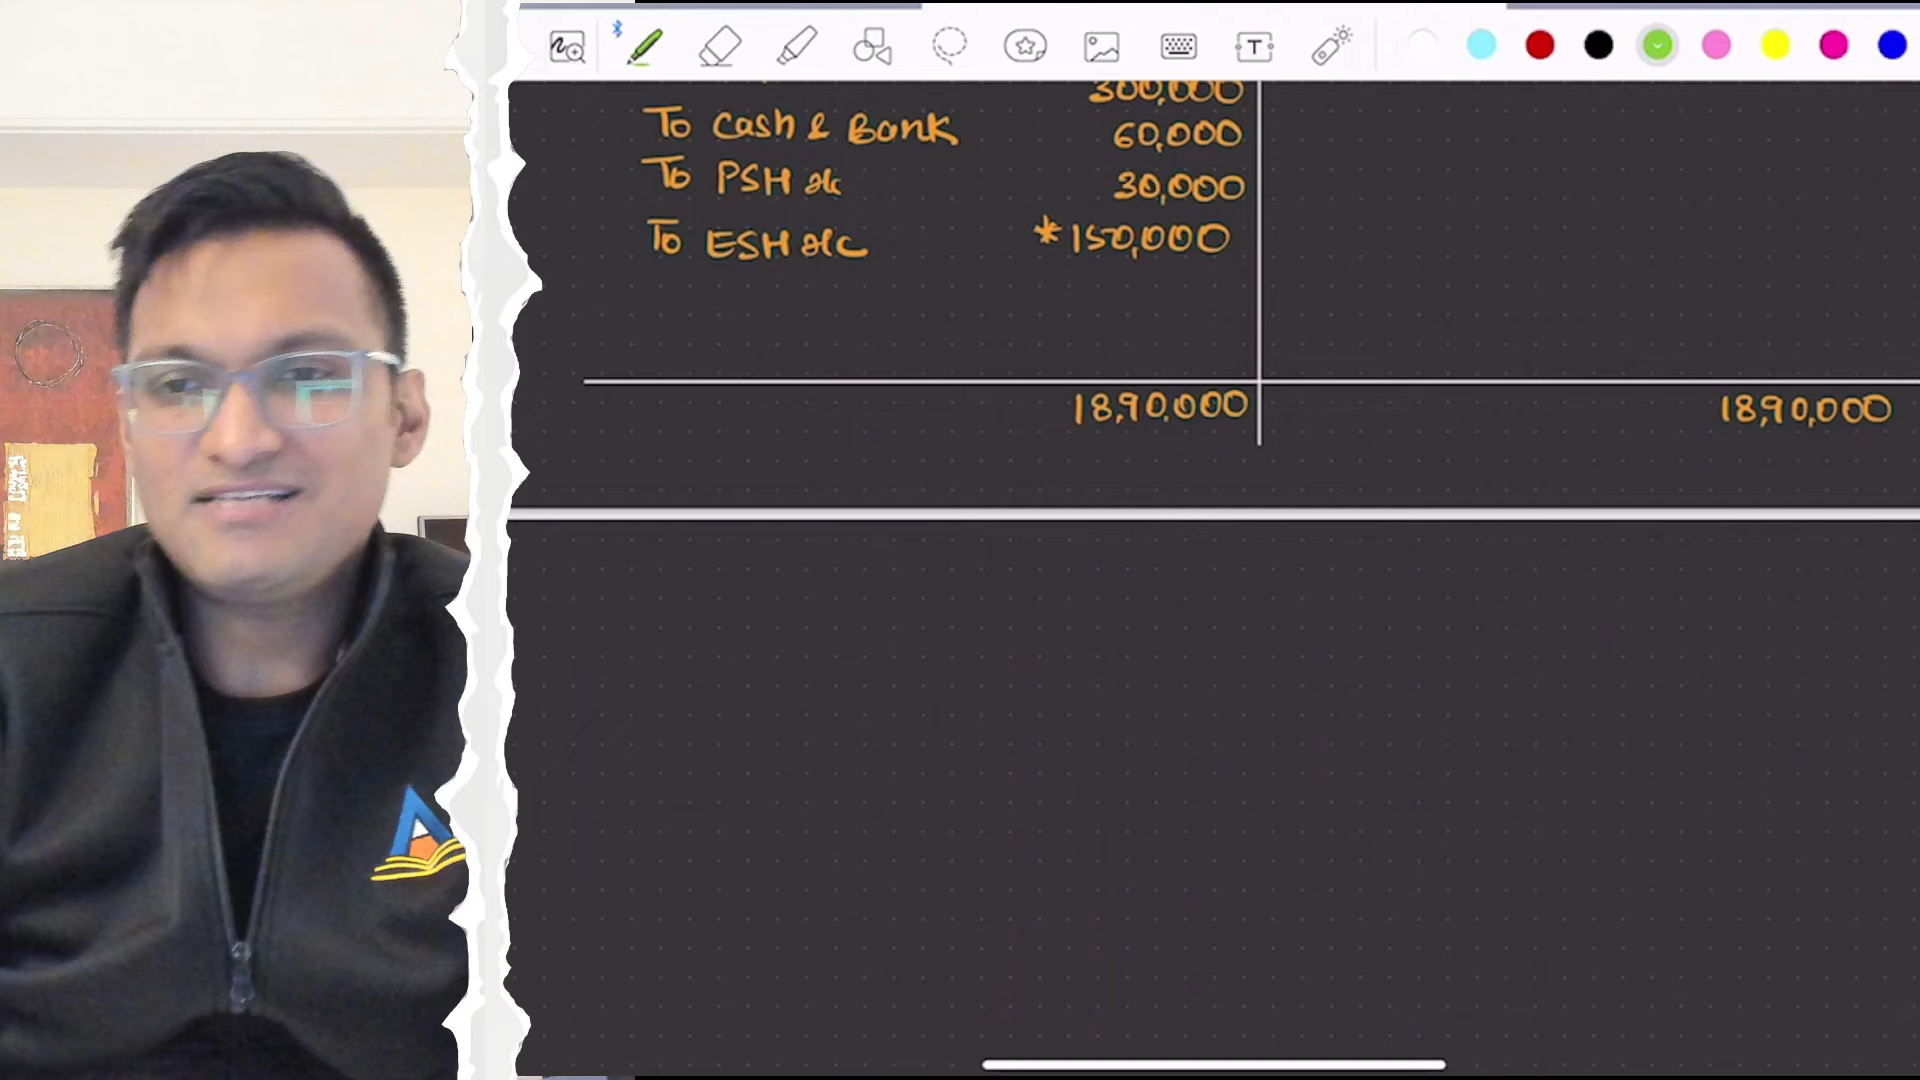 300,000
To Cash & Bank 60,000
To PSH a/c 30,000
To ESH a/c *150,000
18,90,000 18,90,000